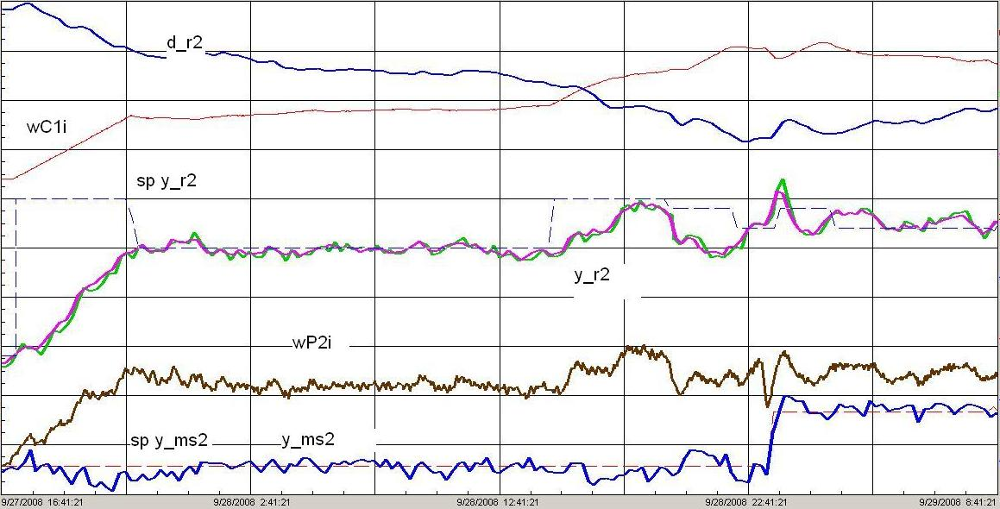 d_r2
wC1i
sp y_r2
y_r2
wP2i
sp y_ms2
y_ms2
9/27/2008 16:41:21
9/28/2008 2:41:21
9/28/2008 12:41:21
9/28/2008 22:41:21
9/29/2008 8:41:21